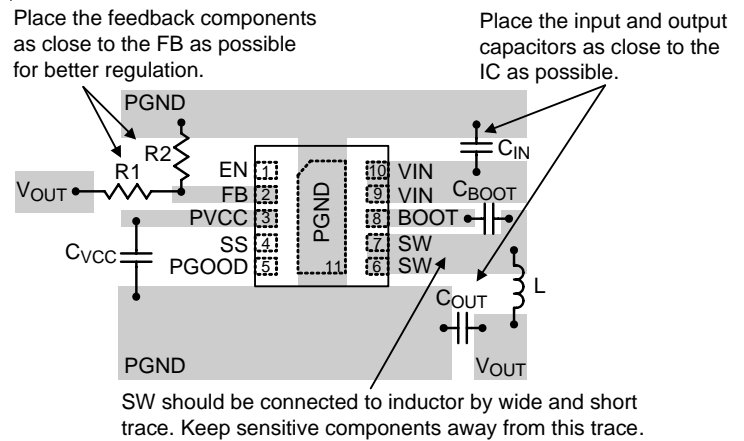 Place the feedback components
as close to the FB as possible
for better regulation.
Place the input and output
capacitors as close to the
IC as possible.
PGND
R1
R2
VOUT
CIN
EN 1
FB 2
PVCC 3
SS 4
PGOOD 5
PGND
11
10 VIN
9 VIN
8 BOOT
7 SW
6 SW
CBOOT
CVCC
COUT
L
PGND
VOUT
SW should be connected to inductor by wide and short
trace. Keep sensitive components away from this trace.